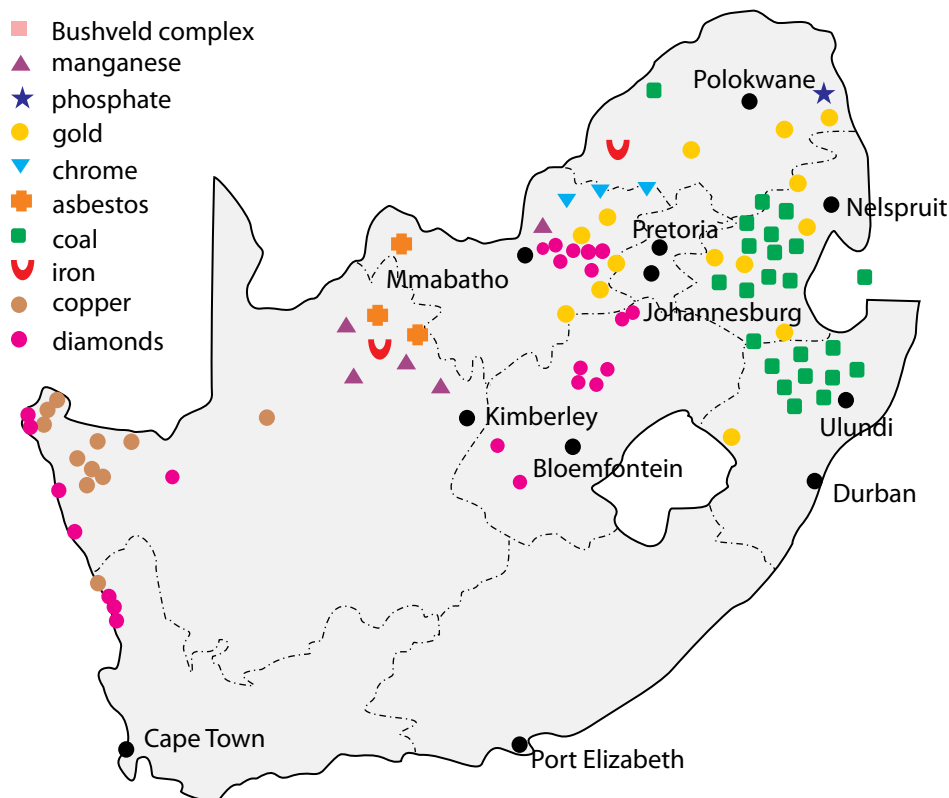 Bushveld complex
manganese
phosphate
gold
chrome
asbestos
coal
iron
copper
diamonds
Polokwane
Nelspruit
Pretoria
Mmabatho
Johannesburg
Kimberley
Ulundi
Bloemfontein
Durban
Cape Town
Port Elizabeth